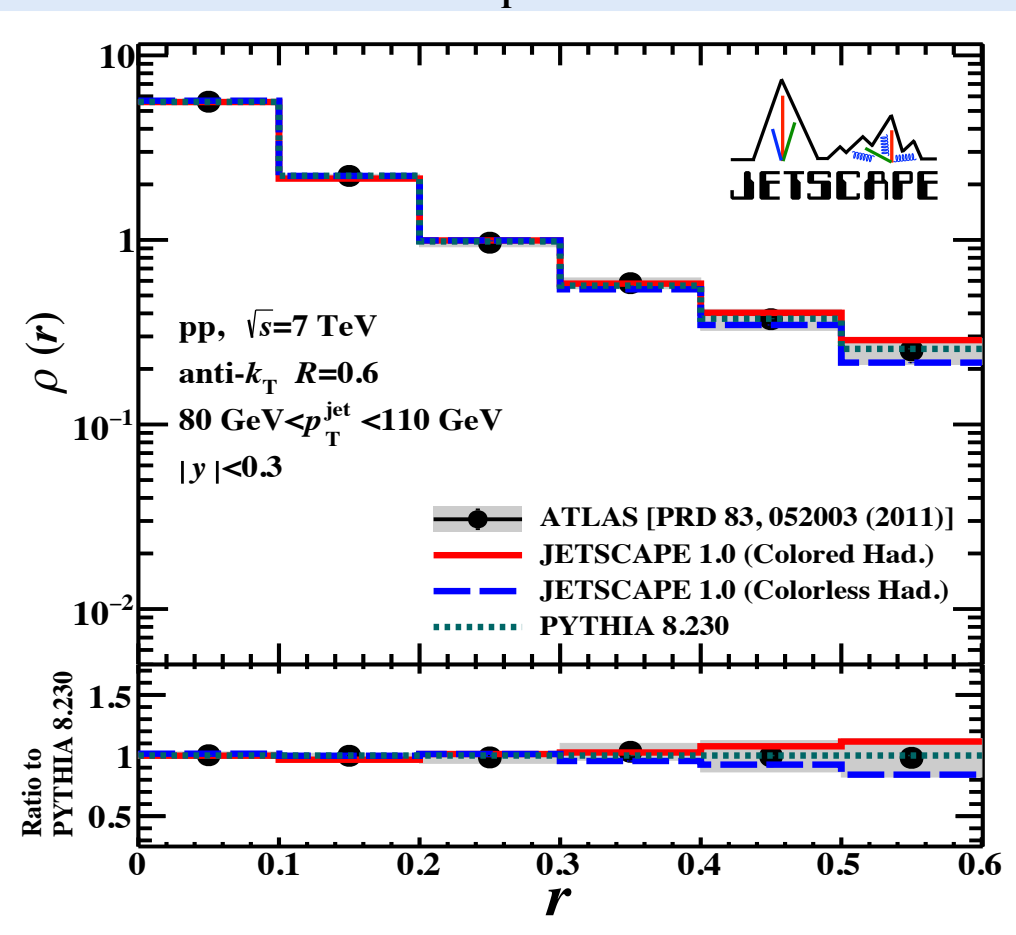 10
1
10⁻¹
10⁻²
ρ (r)
JETSCAPE
pp, √s=7 TeV
anti-kT R=0.6
80 GeV<pTjet <110 GeV
|y|<0.3
ATLAS [PRD 83, 052003 (2011)]
JETSCAPE 1.0 (Colored Had.)
JETSCAPE 1.0 (Colorless Had.)
PYTHIA 8.230
Ratio to
PYTHIA 8.230
1.5
1
0.5
0 0.1 0.2 0.3 0.4 0.5 0.6
r